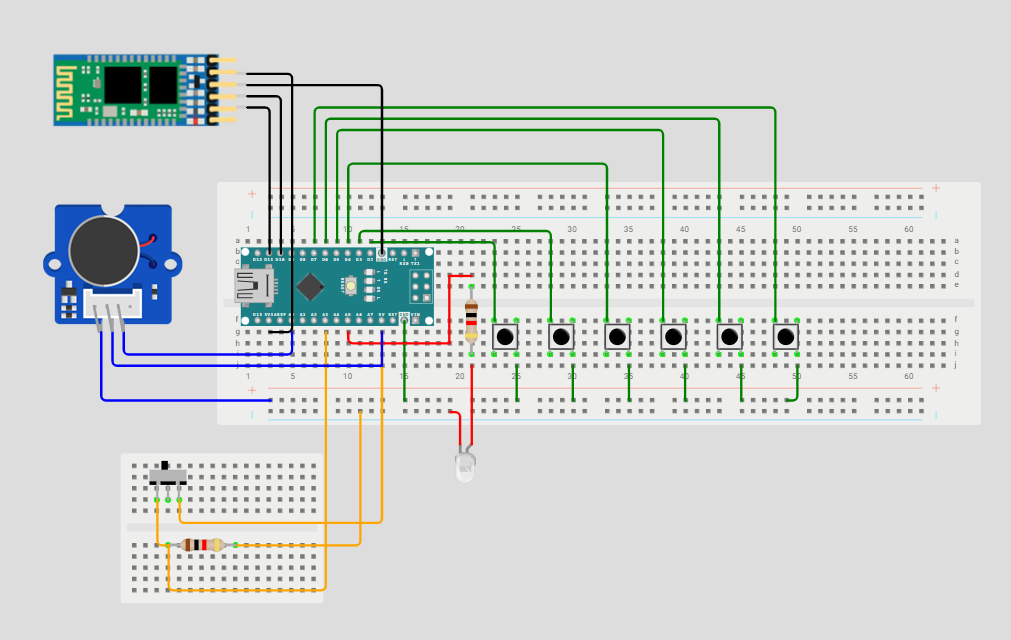 1 5 10 20 25 30 35 40 45 50 55 60
a a
b b
c c
d d
e e
D12 D11 D10 D9 D8 D7 D6 D5 D4 D3 D2 GND RST
RX0 TX1
RESET
D13 3V3 AREF A0 A1 A2 A3 A4 A5 A6 A7 5V RST GND VIN
f f
g g
h h
i i
j j
1 5 10 15 20 25 30 35 40 45 50 55 60